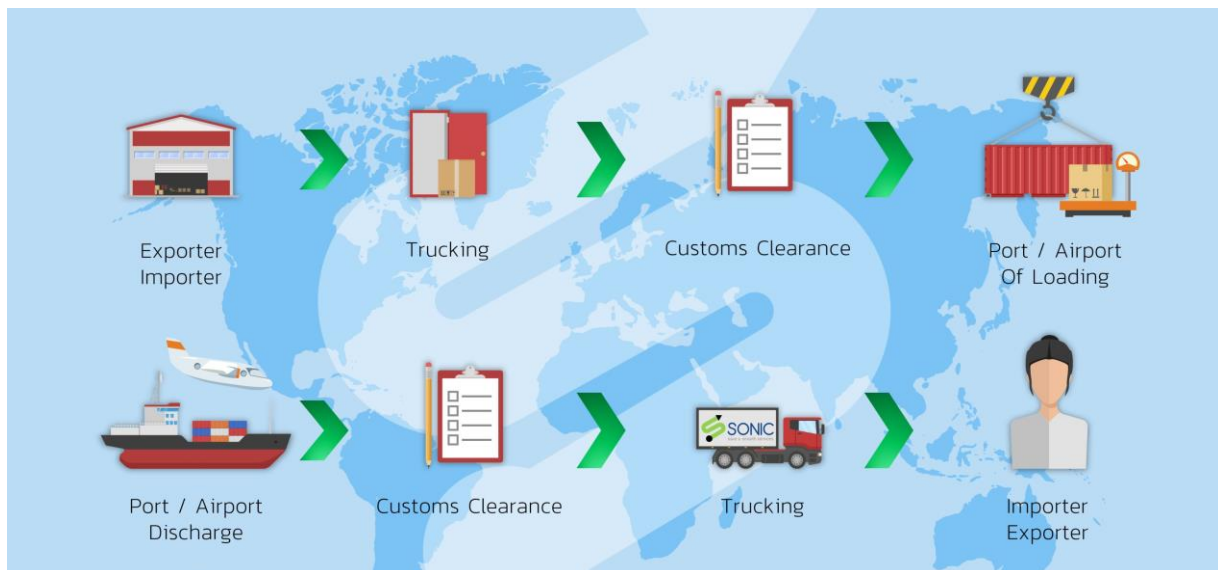 Exporter
Importer
Trucking
Customs Clearance
Port / Airport
Of Loading
Port / Airport
Discharge
Customs Clearance
SONIC
Trucking
Importer
Exporter